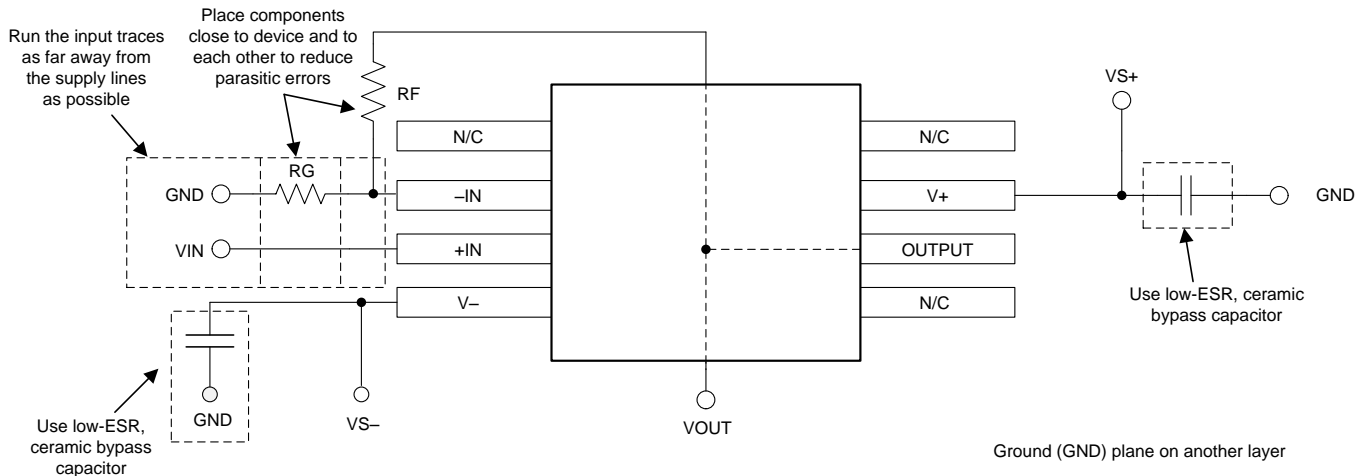 Place components
close to device and to
each other to reduce
parasitic errors
Run the input traces
as far away from
the supply lines
as possible
VS+
RF
N/C
N/C
RG
GND
–IN
V+
GND
VIN
+IN
OUTPUT
V–
N/C
Use low-ESR, ceramic
bypass capacitor
GND
VS–
VOUT
Use low-ESR,
ceramic bypass
capacitor
Ground (GND) plane on another layer